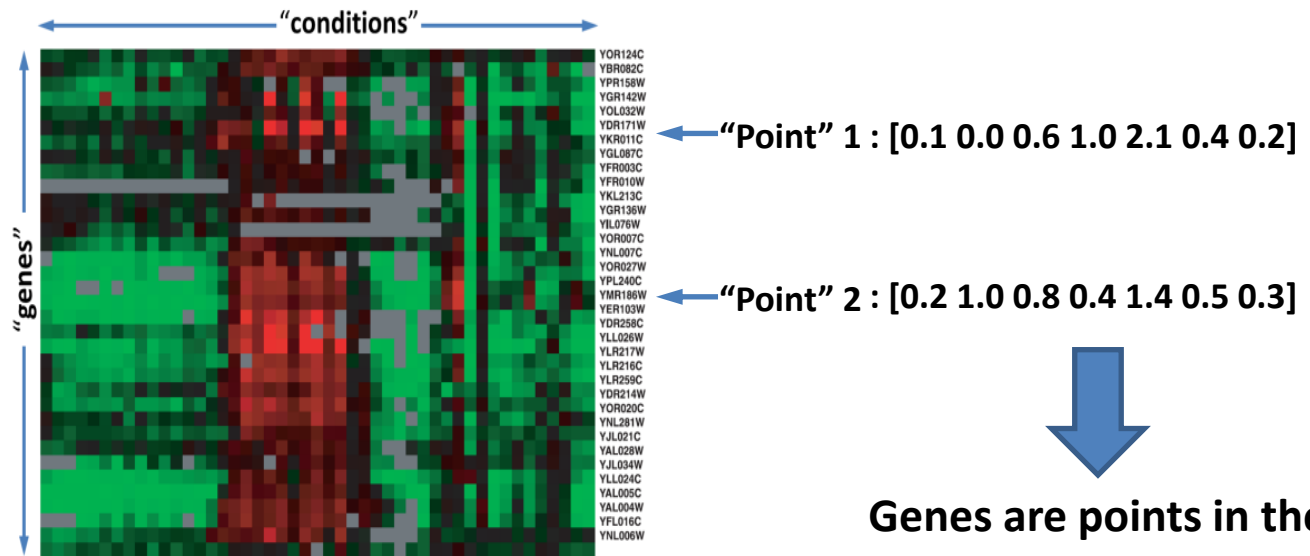 “conditions”
“genes”
YOR124C
YBR082C
YPR158W
YGR142W
YOL032W
YDR171W
YKR011C
YGL087C
YFR003C
YFR010W
YKL213C
YGR136W
YIL076W
YOR007C
YNL007C
YOR027W
YPL240C
YMR186W
YER103W
YDR258C
YLL026W
YLR217W
YLR216C
YLR259C
YDR214W
YOR020C
YNL281W
YJL021C
YAL028W
YJL034W
YLL024C
YAL005C
YAL004W
YFL016C
YNL006W
“Point” 1 : [0.1 0.0 0.6 1.0 2.1 0.4 0.2]
“Point” 2 : [0.2 1.0 0.8 0.4 1.4 0.5 0.3]
Genes are points in the